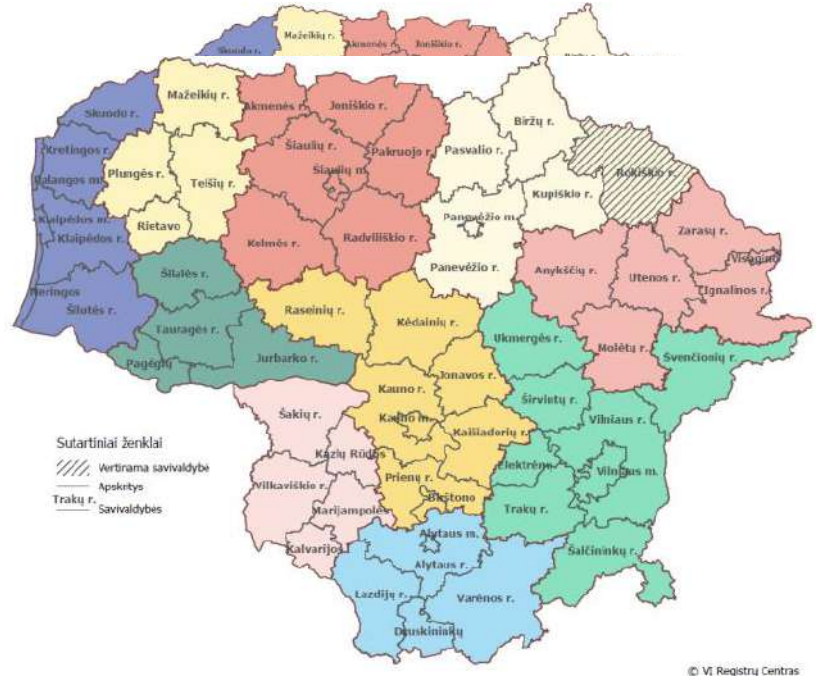 Skuodo r.
Mažeikių r.
Akmenės r.
Joniškio r.
Mažeikių r.
Skuodo r.
Akmenės r.
Joniškio r.
Biržų r.
Kretingos r.
Šiaulių r.
Pakruojo r.
Pasvalio r.
Rokiškio r.
Palangos m.
Plungės r.
Telšių r.
Šiaulių m.
Kupiškio r.
Klaipėdos m.
Rietavo
Panevėžio m.
Zarasų r.
Klaipėdos r.
Kelmės r.
Radviliškio r.
Panevėžio r.
Anykščių r.
Utenos r.
Visagino
Šilalės r.
Ignalinos r.
Neringos
Šilutės r.
Raseinių r.
Kėdainių r.
Tauragės r.
Ukmergės r.
Molėtų r.
Švenčionių r.
Pagėgių
Jurbarko r.
Jonavos r.
Kauno r.
Širvintų r.
Šakių r.
Kauno m.
Vilniaus r.
Kaišiadorių r.
Sutartiniai ženklai
Kazlų Rūdos
Elektrėnų
Vertinama savivaldybė
Vilniaus m.
Apskritys
Vilkaviškio r.
Prienų r.
Trakų r.
Savivaldybės
Marijampolės
Birštono
Trakų r.
Alytaus m.
Kalvarijos
Šalčininkų r.
Alytaus r.
Lazdijų r.
Varėnos r.
Druskininkų
© VĮ Registrų Centras